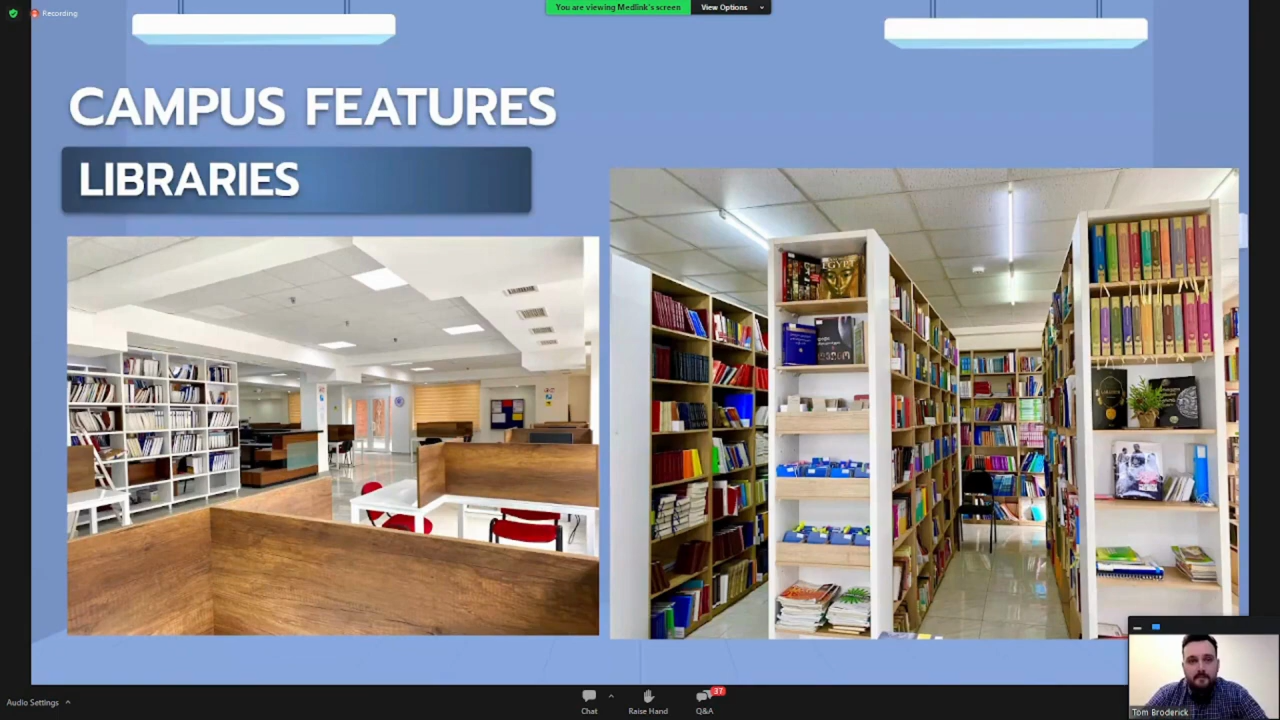 Recording
You are viewing Medlink's screen
View Options
CAMPUS FEATURES
LIBRARIES
EGYPT
Tom Broderick
Audio Settings
Chat
Raise Hand
Q&A
37